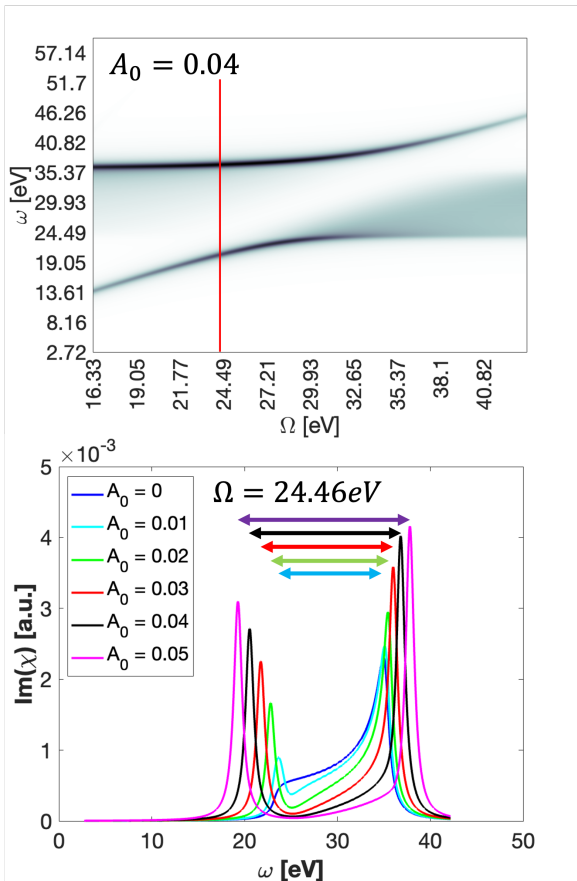 A₀ = 0.04
57.14
51.7
46.26
40.82
35.37
29.93
24.49
19.05
13.61
8.16
2.72
ω [eV]
16.33
19.05
21.77
24.49
27.21
29.93
32.65
35.37
38.1
40.82
Ω [eV]
×10⁻³
Ω = 24.46eV
A₀ = 0
A₀ = 0.01
A₀ = 0.02
A₀ = 0.03
A₀ = 0.04
A₀ = 0.05
5
4
3
2
1
0
Im(χ) [a.u.]
0 10 20 30 40 50
ω [eV]